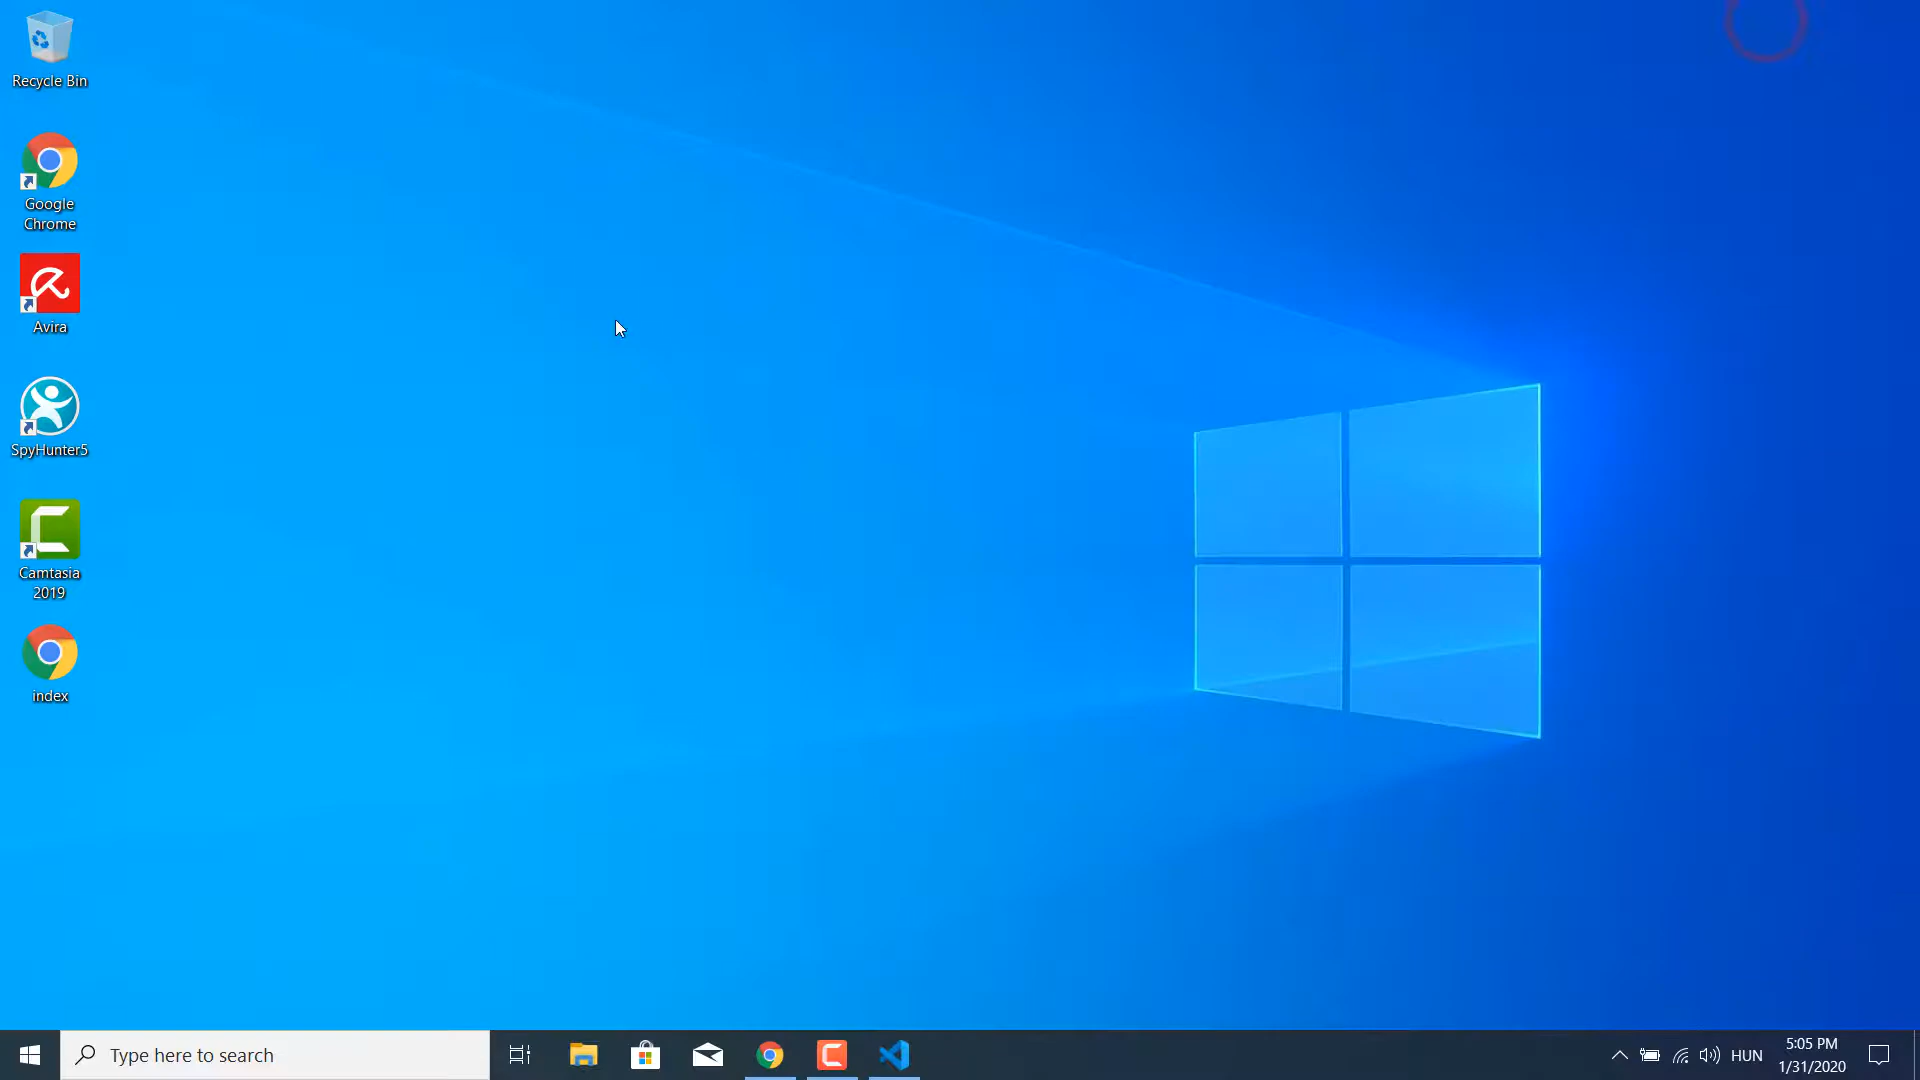 Recycle Bin
Google
Chrome
Avira
SpyHunter5
Camtasia
2019
index
Type here to search
HUN
5:05 PM
1/31/2020